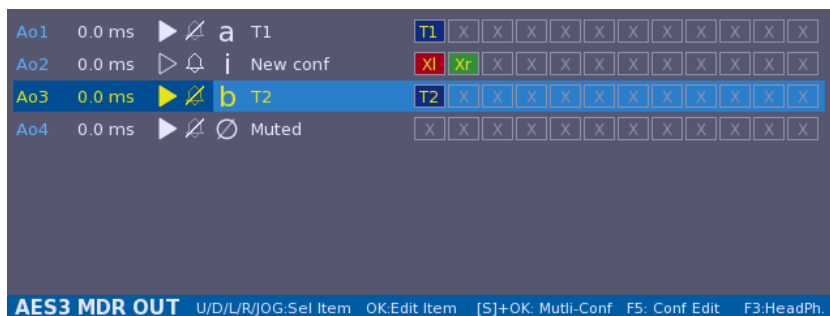 Ao1 0.0 ms a T1 T1 X X X X X X X X X X X
Ao2 0.0 ms i New conf Xl Xr X X X X X X X X X X
Ao3 0.0 ms b T2 T2 X X X X X X X X X X X
Ao4 0.0 ms Ø Muted X X X X X X X X X X X X
AES3 MDR OUT U/D/L/R/JOG:Sel Item OK:Edit Item [S]+OK: Mutli-Conf F5: Conf Edit F3:HeadPh.